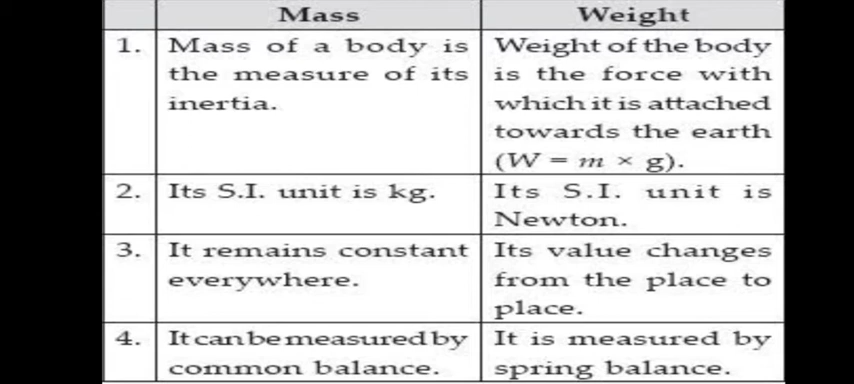 Mass Weight
1. Mass of a body is Weight of the body
the measure of its is the force with
inertia. which it is attached
towards the earth
(W = m × g).
2. Its S.I. unit is kg. Its S.I. unit is
Newton.
3. It remains constant Its value changes
everywhere. from the place to
place.
4. It can be measured by It is measured by
common balance. spring balance.